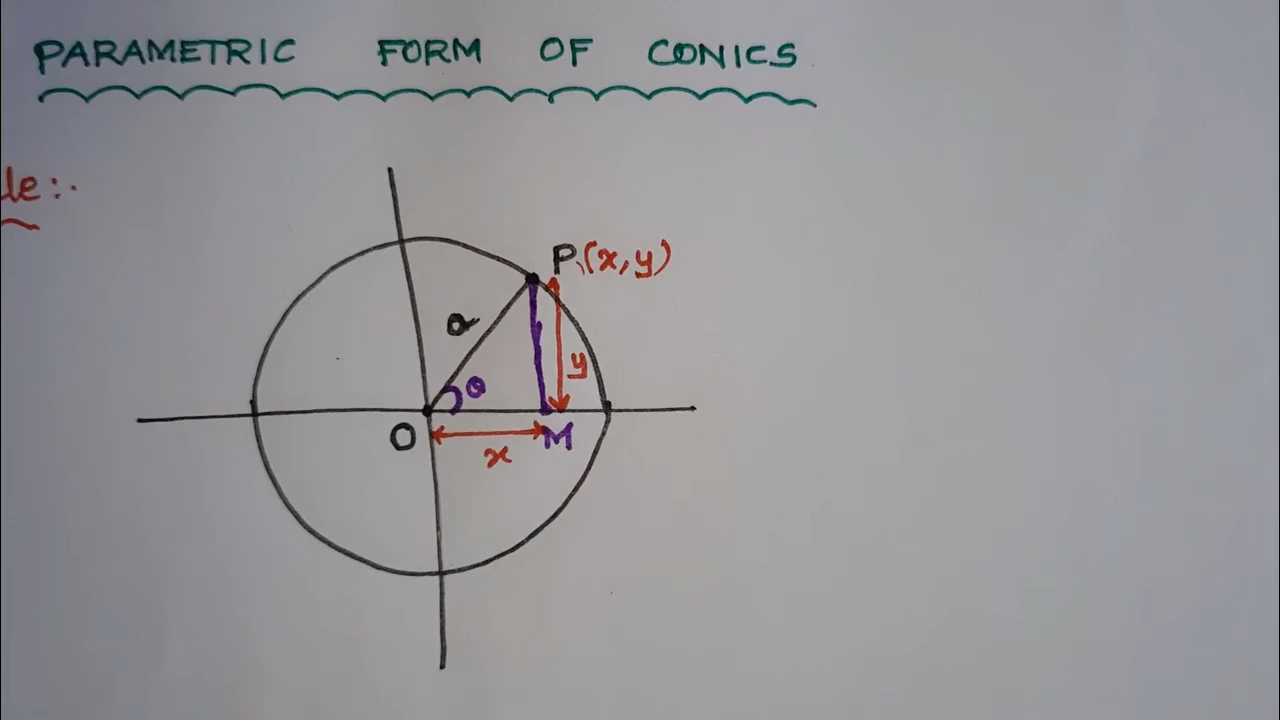 PARAMETRIC FORM OF CONICS
le:.
P(x,y)
a
y
θ
O
M
x